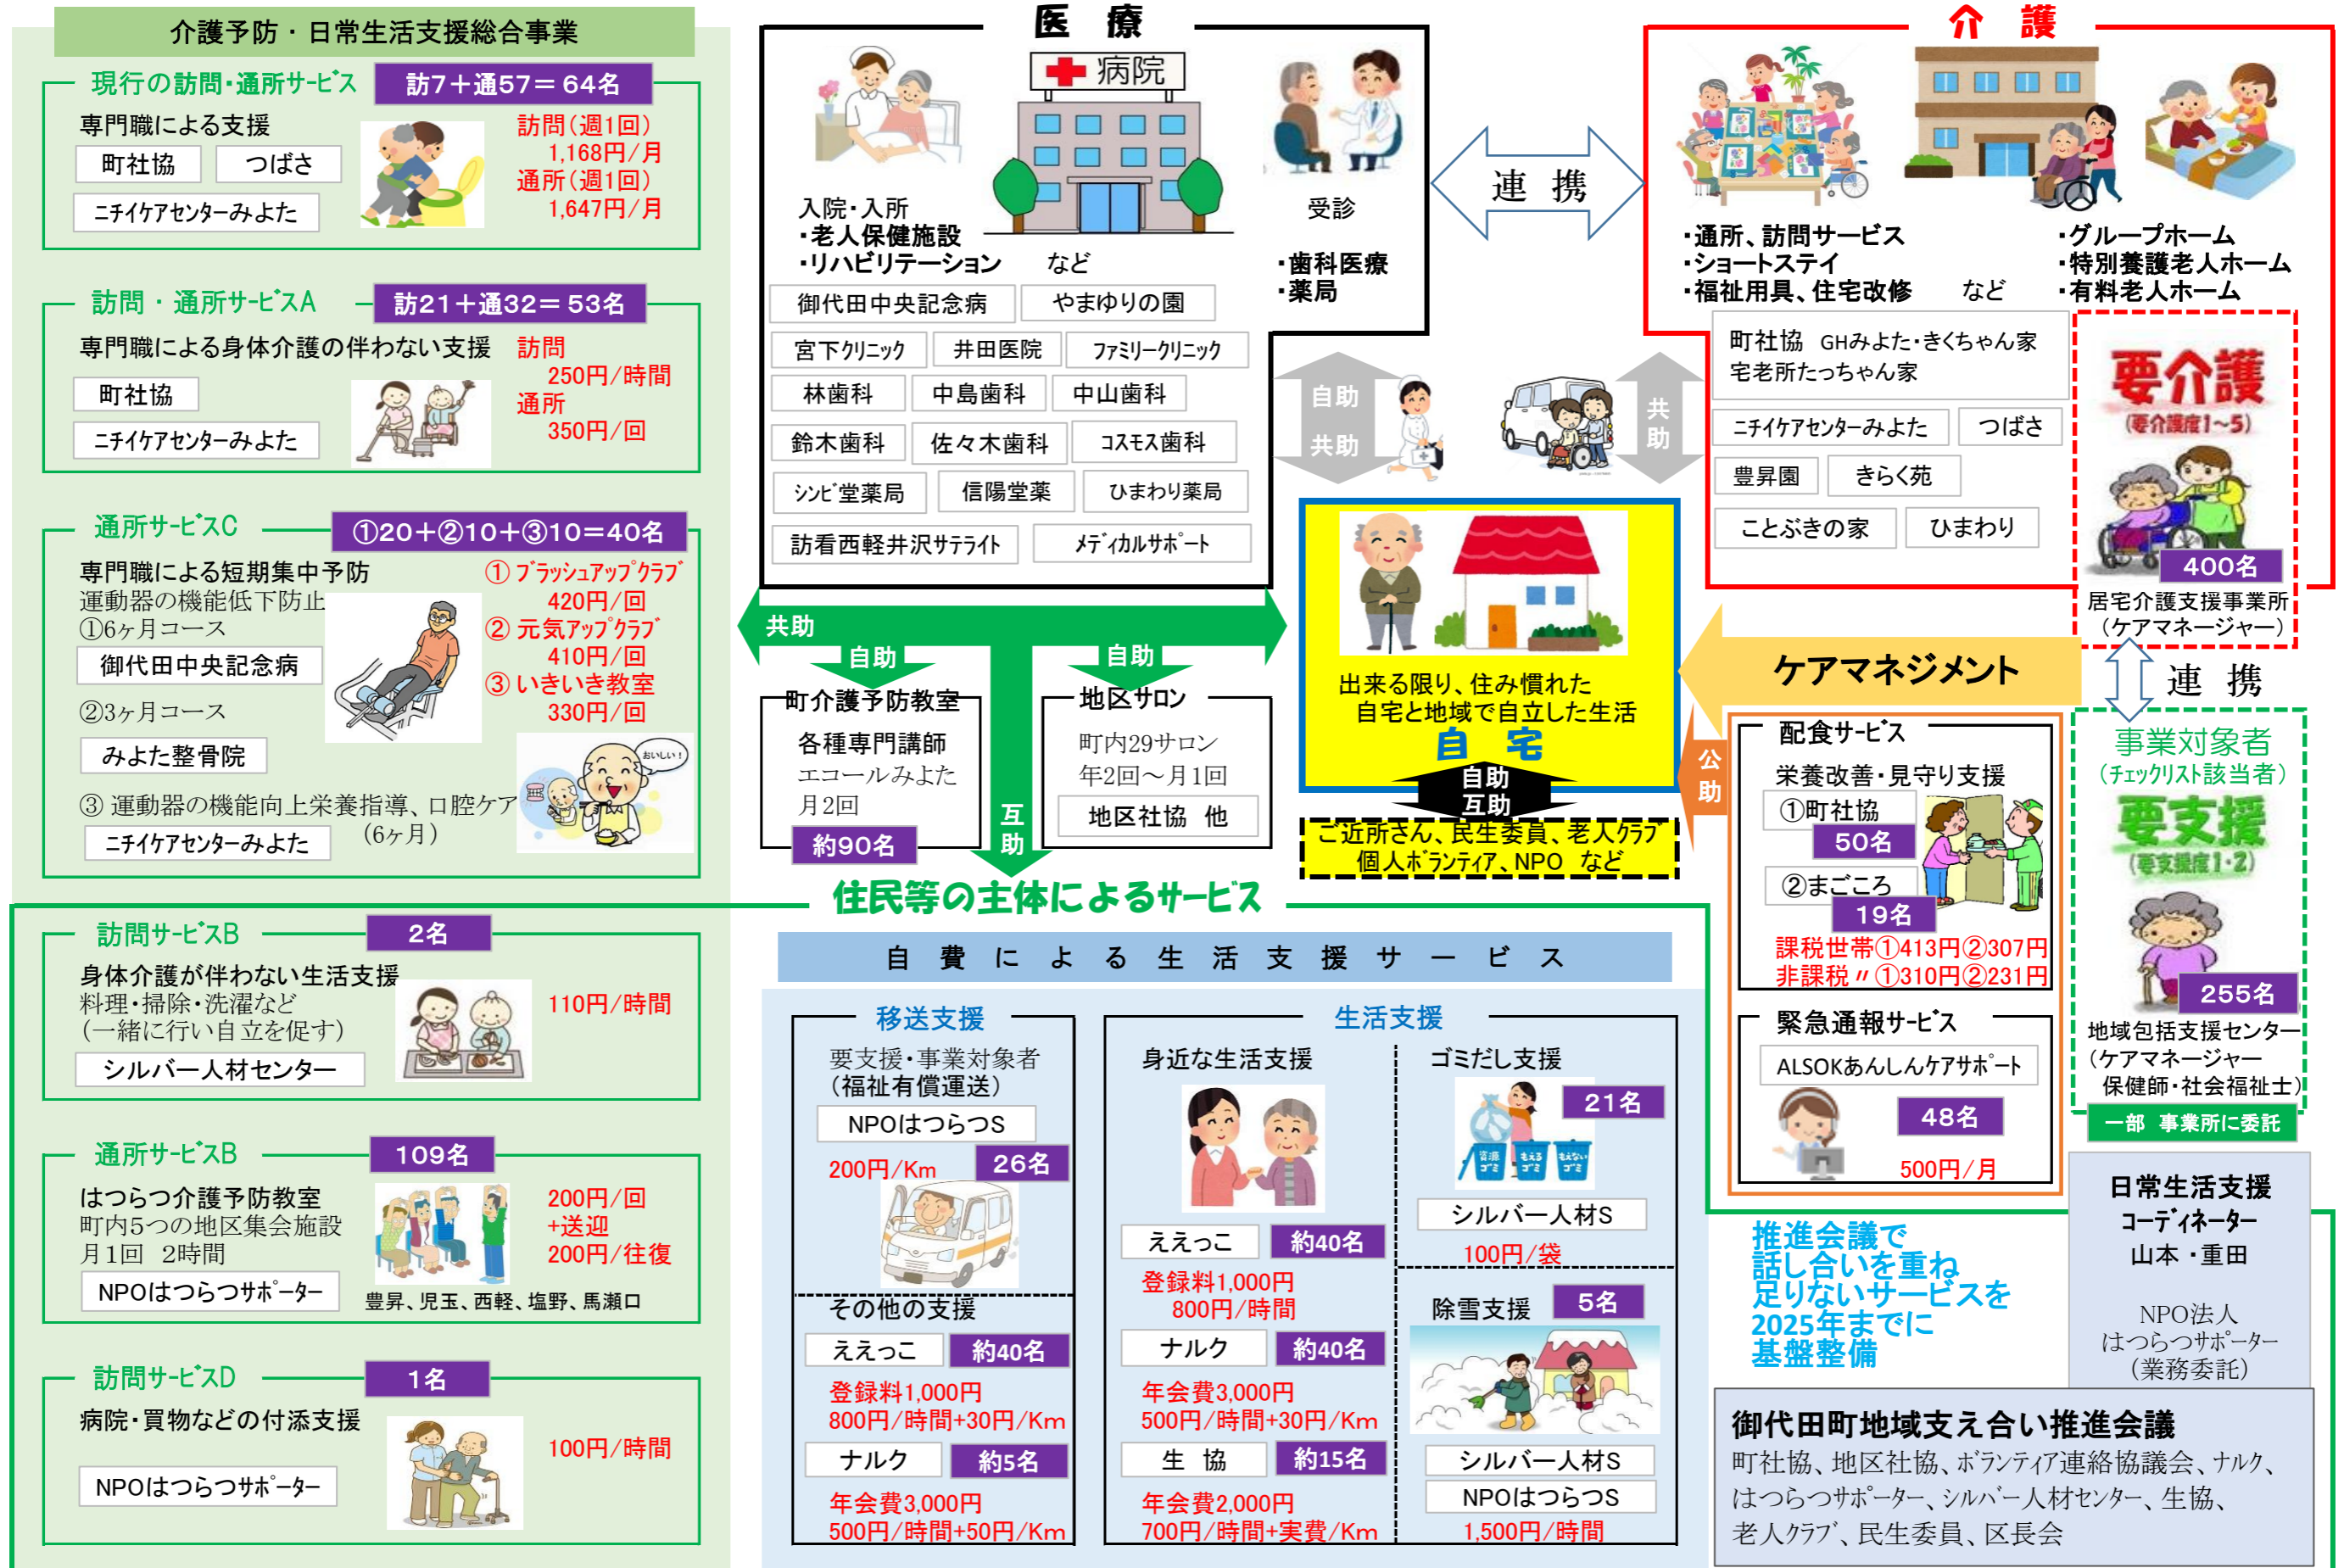 介護予防・日常生活支援総合事業
現行の訪問・通所サービス
訪7+通57=64名
専門職による支援
町社協
つばさ
ニチイケアセンターみよた
訪問(週1回)
1,168円/月
通所(週1回)
1,647円/月
訪問・通所サービスA
訪21+通32=53名
専門職による身体介護の伴わない支援
町社協
ニチイケアセンターみよた
訪問
250円/時間
通所
350円/回
通所サービスC
①20+②10+③10=40名
専門職による短期集中予防
運動器の機能低下防止
①6ヶ月コース
御代田中央記念病
②3ヶ月コース
みよた整骨院
③ 運動器の機能向上栄養指導、口腔ケア
(6ヶ月)
ニチイケアセンターみよた
① ブラッシュアップクラブ
420円/回
② 元気アップクラブ
410円/回
③ いきいき教室
330円/回
おいしい!
訪問サービスB
2名
身体介護が伴わない生活支援
料理・掃除・洗濯など
(一緒に行い自立を促す)
シルバー人材センター
110円/時間
通所サービスB
109名
はつらつ介護予防教室
町内5つの地区集会施設
月1回 2時間
NPOはつらつサポーター
200円/回
+送迎
200円/往復
豊昇、児玉、西軽、塩野、馬瀬口
訪問サービスD
1名
病院・買物などの付添支援
NPOはつらつサポーター
100円/時間
医 療
病院
入院・入所
・老人保健施設
・リハビリテーション など
受診
・歯科医療
・薬局
御代田中央記念病
やまゆりの園
宮下クリニック
井田医院
ファミリークリニック
林歯科
中島歯科
中山歯科
鈴木歯科
佐々木歯科
コスモス歯科
シンビ堂薬局
信陽堂薬
ひまわり薬局
訪看西軽井沢サテライト
メディカルサポート
連 携
介 護
・通所、訪問サービス
・ショートステイ
・福祉用具、住宅改修 など
・グループホーム
・特別養護老人ホーム
・有料老人ホーム
町社協 GHみよた・きくちゃん家
宅老所たっちゃん家
ニチイケアセンターみよた
つばさ
豊昇園
きらく苑
ことぶきの家
ひまわり
要介護
(要介護度1~5)
400名
居宅介護支援事業所
(ケアマネージャー)
連 携
自助
共助
共助
共助
自助
自助
互助
町介護予防教室
各種専門講師
エコールみよた
月2回
約90名
地区サロン
町内29サロン
年2回~月1回
地区社協 他
出来る限り、住み慣れた
自宅と地域で自立した生活
自 宅
自助
互助
ご近所さん、民生委員、老人クラブ
個人ボランティア、NPO など
ケアマネジメント
公助
配食サービス
栄養改善・見守り支援
①町社協
50名
②まごころ
19名
課税世帯①413円②307円
非課税〃①310円②231円
緊急通報サービス
ALSOKあんしんケアサポート
48名
500円/月
事業対象者
(チェックリスト該当者)
要支援
(要支援度1・2)
255名
地域包括支援センター
(ケアマネージャー
保健師・社会福祉士)
一部 事業所に委託
住民等の主体によるサービス
自費による生活支援サービス
移送支援
要支援・事業対象者
(福祉有償運送)
NPOはつらつS
200円/Km
26名
その他の支援
ええっこ
約40名
登録料1,000円
800円/時間+30円/Km
ナルク
約5名
年会費3,000円
500円/時間+50円/Km
生活支援
身近な生活支援
ええっこ
約40名
登録料1,000円
800円/時間
ナルク
約40名
年会費3,000円
500円/時間+30円/Km
生 協
約15名
年会費2,000円
700円/時間+実費/Km
ゴミだし支援
21名
資源ゴミ
もえるゴミ
もえないゴミ
シルバー人材S
100円/袋
除雪支援
5名
シルバー人材S
NPOはつらつS
1,500円/時間
推進会議で
話し合いを重ね
足りないサービスを
2025年までに
基盤整備
日常生活支援
コーディネーター
山本・重田
NPO法人
はつらつサポーター
(業務委託)
御代田町地域支え合い推進会議
町社協、地区社協、ボランティア連絡協議会、ナルク、
はつらつサポーター、シルバー人材センター、生協、
老人クラブ、民生委員、区長会